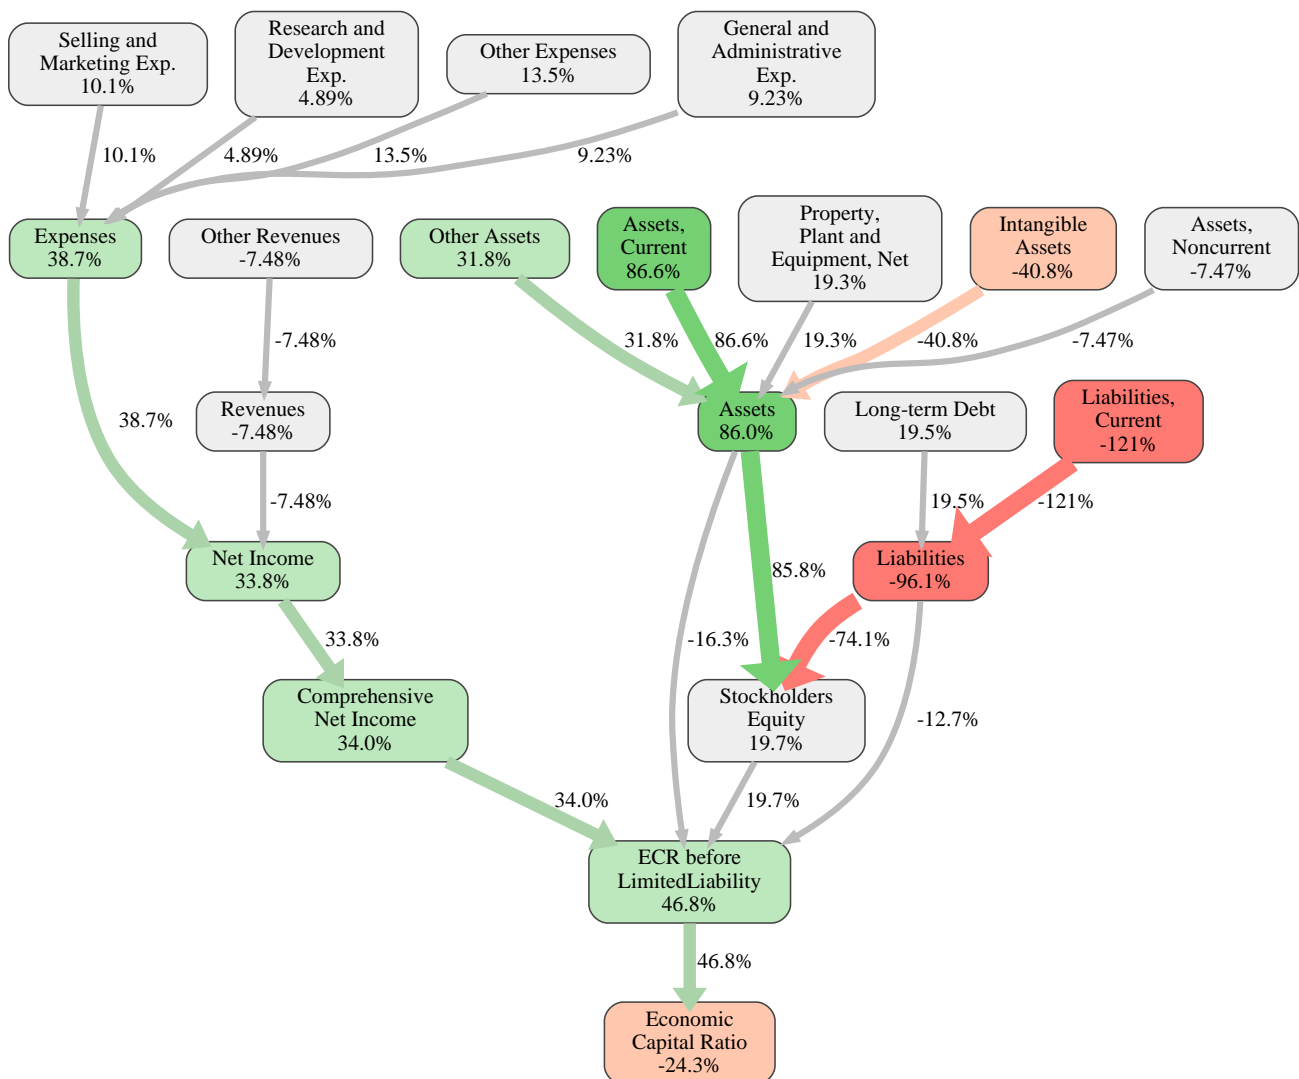 Selling and
Marketing Exp.
10.1%
Research and
Development
Exp.
4.89%
Other Expenses
13.5%
General and
Administrative
Exp.
9.23%
10.1%
4.89%
13.5%
9.23%
Expenses
38.7%
Other Revenues
-7.48%
Other Assets
31.8%
Assets,
Current
86.6%
Property,
Plant and
Equipment, Net
19.3%
Intangible
Assets
-40.8%
Assets,
Noncurrent
-7.47%
-7.48%
31.8%
86.6%
19.3%
-40.8%
-7.47%
38.7%
Revenues
-7.48%
Assets
86.0%
Long-term Debt
19.5%
Liabilities,
Current
-121%
-7.48%
19.5%
-121%
Net Income
33.8%
85.8%
Liabilities
-96.1%
33.8%
-16.3%
-74.1%
Comprehensive
Net Income
34.0%
Stockholders
Equity
19.7%
-12.7%
34.0%
19.7%
ECR before
LimitedLiability
46.8%
46.8%
Economic
Capital Ratio
-24.3%